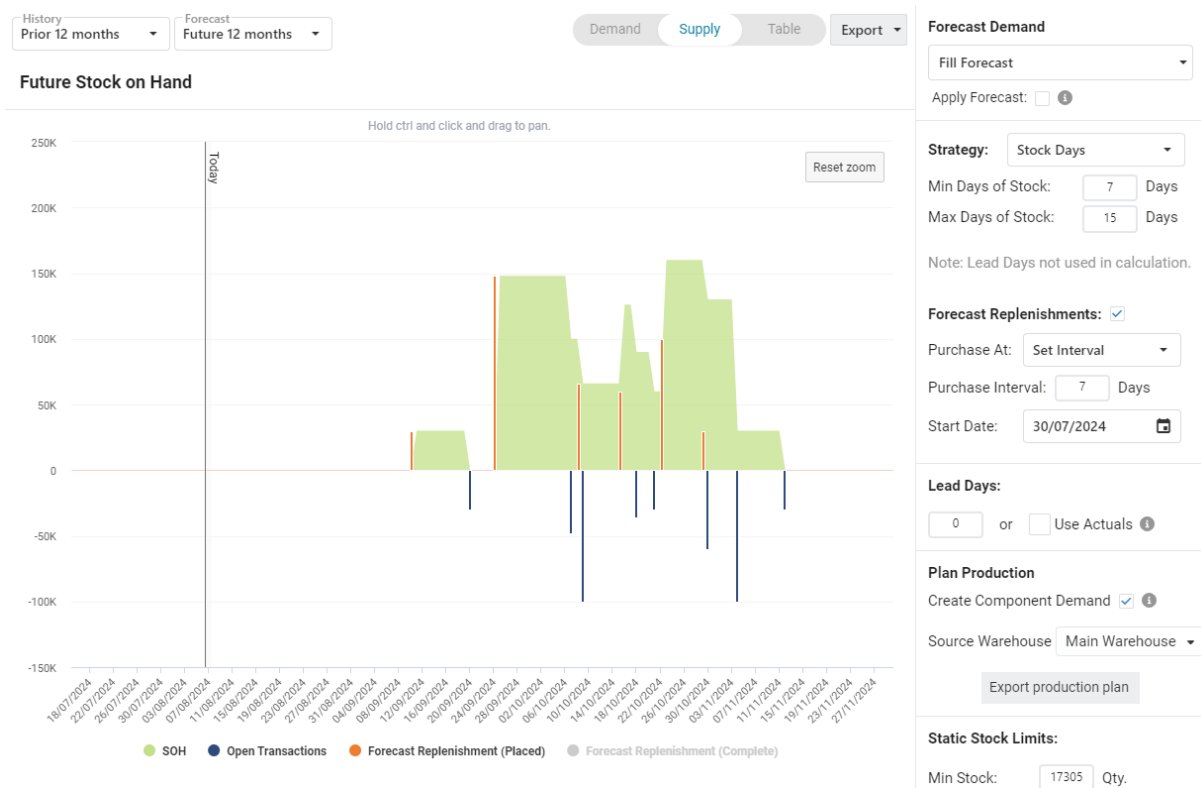 History
Prior 12 months
Forecast
Future 12 months
Demand
Supply
Table
Export
Future Stock on Hand
Hold ctrl and click and drag to pan.
Reset zoom
Today
250K
200K
150K
100K
50K
0
-50K
-100K
-150K
18/07/2024
22/07/2024
26/07/2024
30/07/2024
03/08/2024
07/08/2024
11/08/2024
15/08/2024
19/08/2024
23/08/2024
27/08/2024
31/08/2024
04/09/2024
08/09/2024
12/09/2024
16/09/2024
20/09/2024
24/09/2024
28/09/2024
02/10/2024
06/10/2024
10/10/2024
14/10/2024
18/10/2024
22/10/2024
26/10/2024
30/10/2024
03/11/2024
07/11/2024
11/11/2024
15/11/2024
19/11/2024
23/11/2024
27/11/2024
SOH
Open Transactions
Forecast Replenishment (Placed)
Forecast Replenishment (Complete)
Forecast Demand
Fill Forecast
Apply Forecast:
Strategy: Stock Days
Min Days of Stock: 7 Days
Max Days of Stock: 15 Days
Note: Lead Days not used in calculation.
Forecast Replenishments:
Purchase At: Set Interval
Purchase Interval: 7 Days
Start Date: 30/07/2024
Lead Days:
0 or Use Actuals
Plan Production
Create Component Demand
Source Warehouse Main Warehouse
Export production plan
Static Stock Limits:
Min Stock: 17305 Qty.